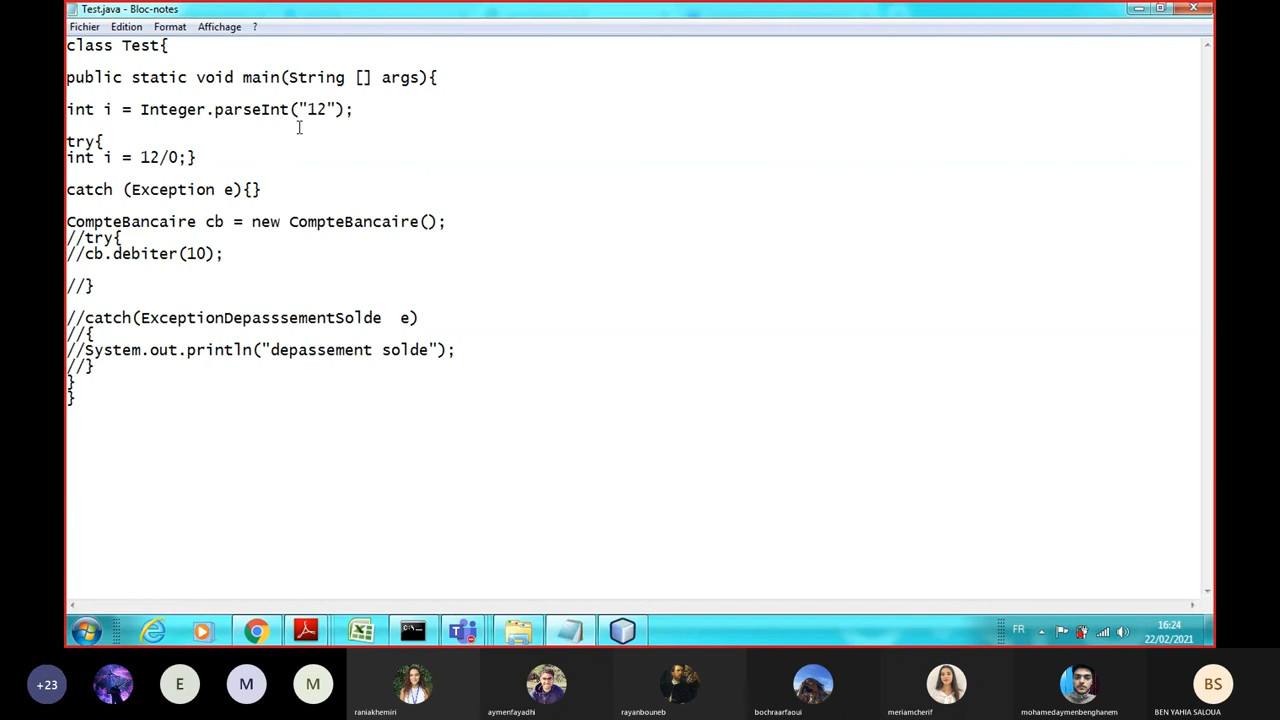 Test.java - Bloc-notes
Fichier Edition Format Affichage ?
class Test{
public static void main(String [] args){
int i = Integer.parseInt("12");
try{
int i = 12/0;}
catch (Exception e){}
CompteBancaire cb = new CompteBancaire();
//try{
//cb.debiter(10);
//}
//catch(ExceptionDepasssementSolde e)
//{
//System.out.println("depassement solde");
//}
}
}
C:\
FR
16:24
22/02/2021
+23
E
M
M
BS
raniakhemiri
aymenfayadhi
rayanbouneb
bochraarfaoui
meriamcherif
mohamedaymenbenghanem
BEN YAHIA SALOUA